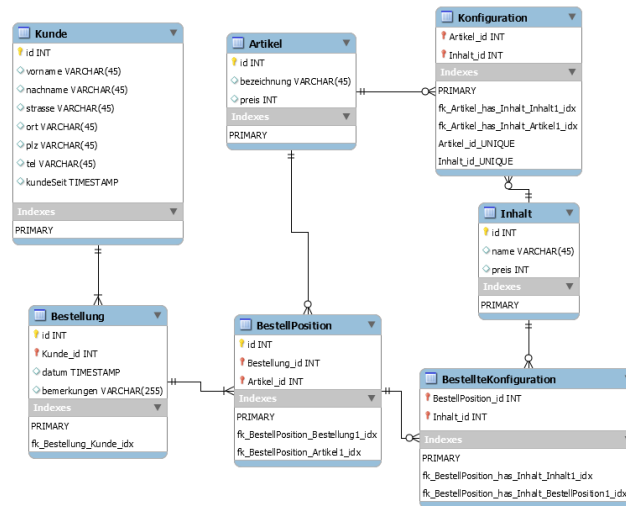 Kunde
id INT
vorname VARCHAR(45)
nachname VARCHAR(45)
strasse VARCHAR(45)
ort VARCHAR(45)
plz VARCHAR(45)
tel VARCHAR(45)
kundeSeit TIMESTAMP
Indexes
PRIMARY
Artikel
id INT
bezeichnung VARCHAR(45)
preis INT
Indexes
PRIMARY
Konfiguration
Artikel_id INT
Inhalt_id INT
Indexes
PRIMARY
fk_Artikel_has_Inhalt_Inhalt1_idx
fk_Artikel_has_Inhalt_Artikel1_idx
Artikel_id_UNIQUE
Inhalt_id_UNIQUE
Inhalt
id INT
name VARCHAR(45)
preis INT
Indexes
PRIMARY
Bestellung
id INT
Kunde_id INT
datum TIMESTAMP
bemerkungen VARCHAR(255)
Indexes
PRIMARY
fk_Bestellung_Kunde_idx
BestellPosition
id INT
Bestellung_id INT
Artikel_id INT
Indexes
PRIMARY
fk_BestellPosition_Bestellung1_idx
fk_BestellPosition_Artikel1_idx
BestellteKonfiguration
BestellPosition_id INT
Inhalt_id INT
Indexes
PRIMARY
fk_BestellPosition_has_Inhalt_Inhalt1_idx
fk_BestellPosition_has_Inhalt_BestellPosition1_idx